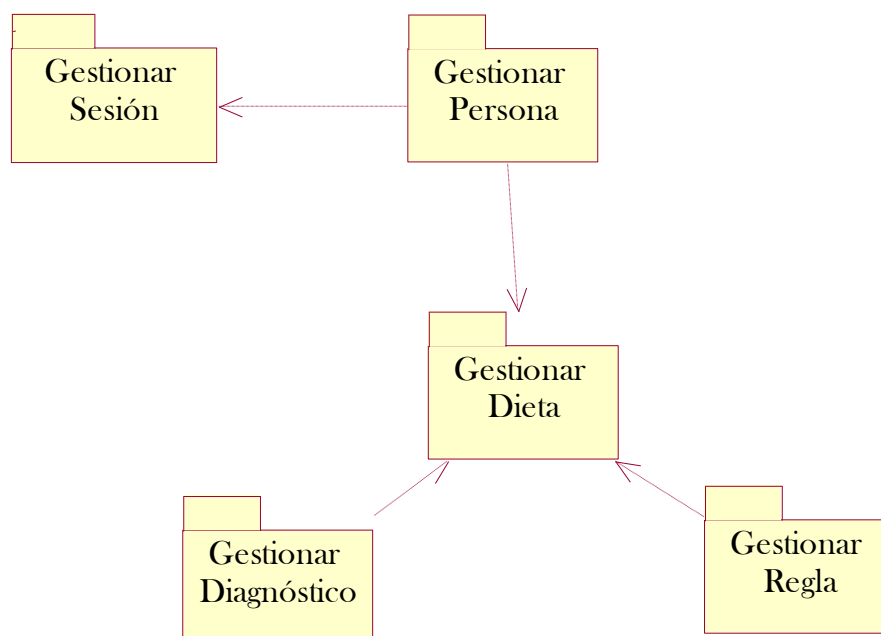 Gestionar
Sesión
Gestionar
Persona
Gestionar
Dieta
Gestionar
Diagnóstico
Gestionar
Regla